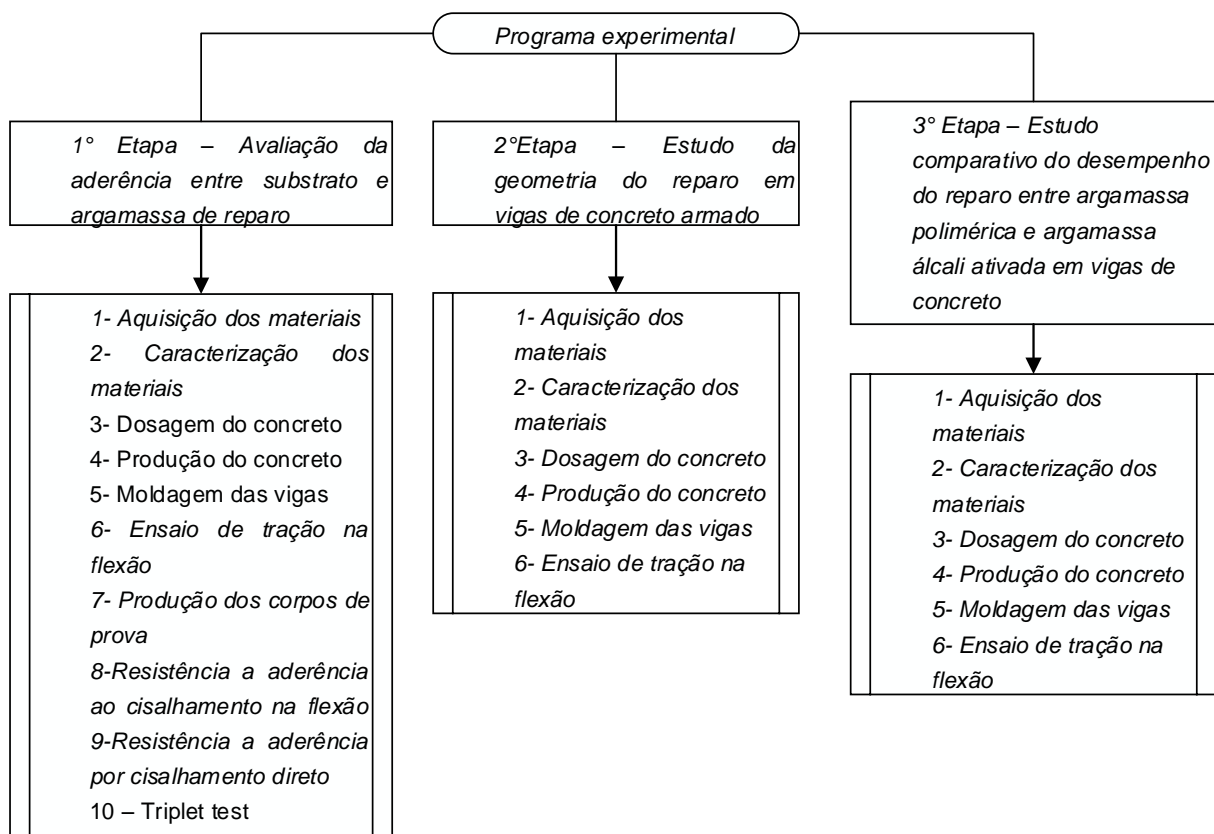 Programa experimental
1° Etapa – Avaliação da
aderência entre substrato e
argamassa de reparo
1- Aquisição dos materiais
2- Caracterização dos
materiais
3- Dosagem do concreto
4- Produção do concreto
5- Moldagem das vigas
6- Ensaio de tração na
flexão
7- Produção dos corpos de
prova
8-Resistência a aderência
ao cisalhamento na flexão
9-Resistência a aderência
por cisalhamento direto
10 – Triplet test
2°Etapa – Estudo da
geometria do reparo em
vigas de concreto armado
1- Aquisição dos
materiais
2- Caracterização dos
materiais
3- Dosagem do concreto
4- Produção do concreto
5- Moldagem das vigas
6- Ensaio de tração na
flexão
3° Etapa – Estudo
comparativo do desempenho
do reparo entre argamassa
polimérica e argamassa
álcali ativada em vigas de
concreto
1- Aquisição dos
materiais
2- Caracterização dos
materiais
3- Dosagem do concreto
4- Produção do concreto
5- Moldagem das vigas
6- Ensaio de tração na
flexão